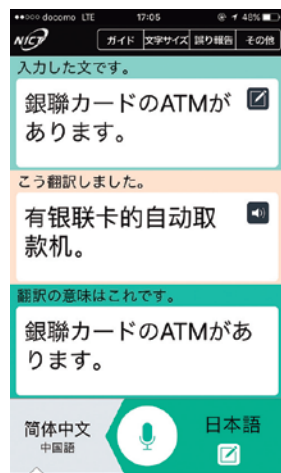 docomo LTE 17:05 48%
NICT ガイド 文字サイズ 誤り報告 その他
入力した文です。
銀聯カードのATMが
あります。
こう翻訳しました。
有银联卡的自动取
款机。
翻訳の意味はこれです。
銀聯カードのATMがあ
ります。
简体中文 日本語
中国語